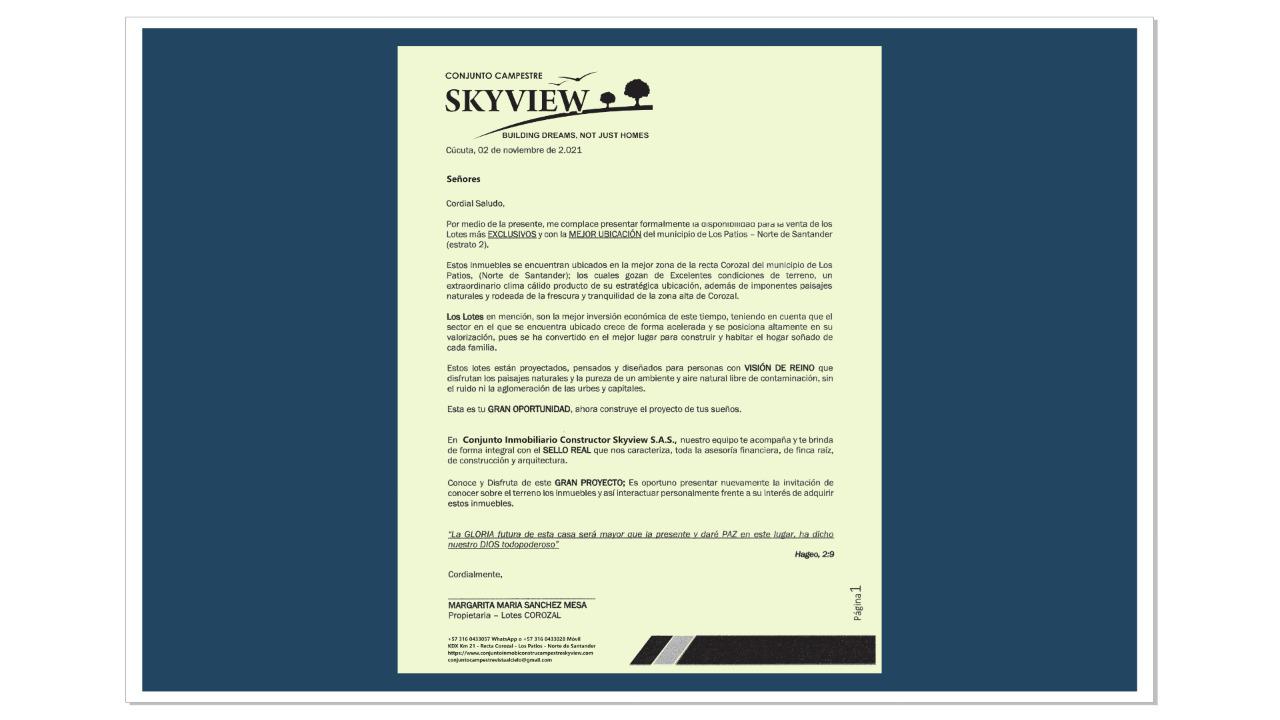 CONJUNTO CAMPESTRE
SKYVIEW
BUILDING DREAMS, NOT JUST HOMES
Cúcuta, 02 de noviembre de 2.021
Señores
Cordial Saludo,
Por medio de la presente, me complace presentar formalmente la disponibilidad para la venta de los
Lotes más EXCLUSIVOS y con la MEJOR UBICACIÓN del municipio de Los Patios – Norte de Santander
(estrato 2).
Estos inmuebles se encuentran ubicados en la mejor zona de la recta Corozal del municipio de Los
Patios, (Norte de Santander); los cuales gozan de Excelentes condiciones de terreno, un
extraordinario clima cálido producto de su estratégica ubicación, además de imponentes paisajes
naturales y rodeada de la frescura y tranquilidad de la zona alta de Corozal.
Los Lotes en mención, son la mejor inversión económica de este tiempo, teniendo en cuenta que el
sector en el que se encuentra ubicado crece de forma acelerada y se posiciona altamente en su
valorización, pues se ha convertido en el mejor lugar para construir y habitar el hogar soñado de
cada familia.
Estos lotes están proyectados, pensados y diseñados para personas con VISIÓN DE REINO que
disfrutan los paisajes naturales y la pureza de un ambiente y aire natural libre de contaminación, sin
el ruido ni la aglomeración de las urbes y capitales.
Esta es tu GRAN OPORTUNIDAD, ahora construye el proyecto de tus sueños.
En Conjunto Inmobiliario Constructor Skyview S.A.S., nuestro equipo te acompaña y te brinda
de forma integral con el SELLO REAL que nos caracteriza, toda la asesoría financiera, de finca raíz,
de construcción y arquitectura.
Conoce y Disfruta de este GRAN PROYECTO; Es oportuno presentar nuevamente la invitación de
conocer sobre el terreno los inmuebles y así interactuar personalmente frente a su interés de adquirir
estos inmuebles.
“La GLORIA futura de esta casa será mayor que la presente y daré PAZ en este lugar, ha dicho
nuestro DIOS todopoderoso”
Hageo, 2:9
Cordialmente,
MARGARITA MARIA SANCHEZ MESA
Propietaria – Lotes COROZAL
Página 1
+57 316 0433057 WhatsApp o +57 316 0433020 Móvil
KDX Km 21 - Recta Corozal - Los Patios - Norte de Santander
https://www.conjuntoinmobiconstrucampestreskyview.com
conjuntocampestrevistaalcielo@gmail.com